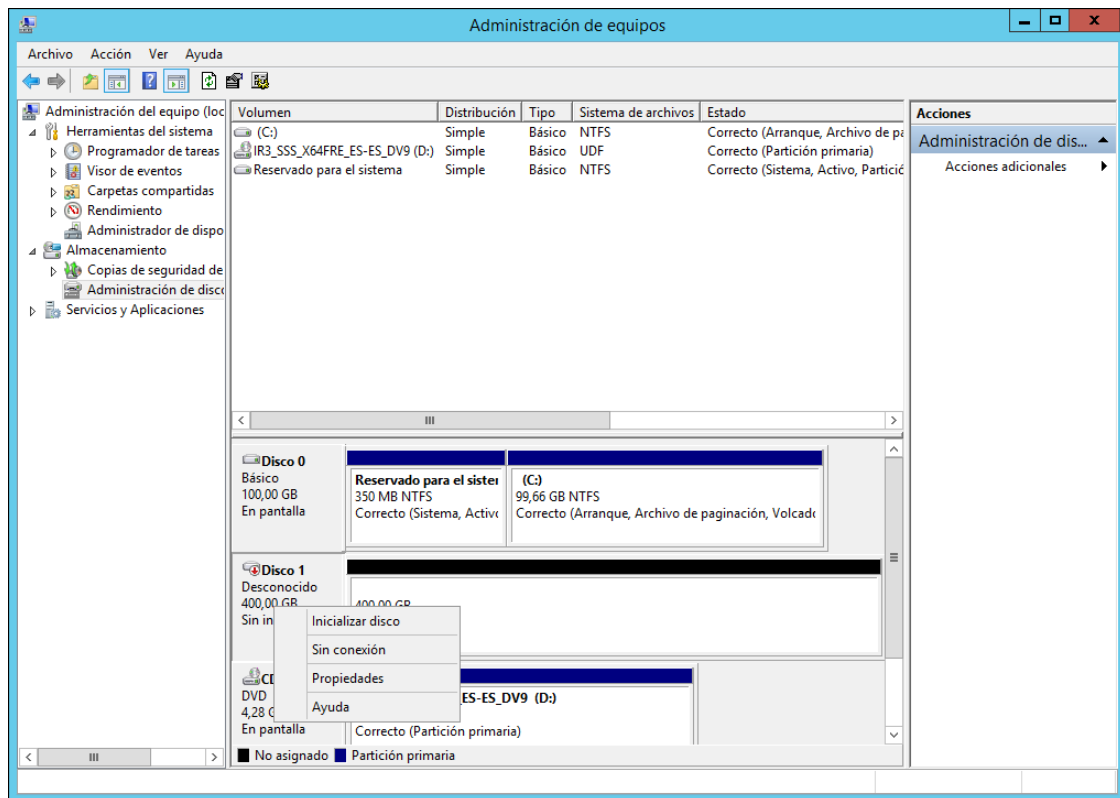 Administración de equipos
Archivo Acción Ver Ayuda
Administración del equipo (loc
Herramientas del sistema
Programador de tareas
Visor de eventos
Carpetas compartidas
Rendimiento
Administrador de dispo
Almacenamiento
Copias de seguridad de
Administración de disco
Servicios y Aplicaciones
Volumen Distribución Tipo Sistema de archivos Estado
(C:) Simple Básico NTFS Correcto (Arranque, Archivo de pa
IR3_SSS_X64FRE_ES-ES_DV9 (D:) Simple Básico UDF Correcto (Partición primaria)
Reservado para el sistema Simple Básico NTFS Correcto (Sistema, Activo, Partició
Disco 0
Básico
100,00 GB
En pantalla
Reservado para el sister
350 MB NTFS
Correcto (Sistema, Activo
(C:)
99,66 GB NTFS
Correcto (Arranque, Archivo de paginación, Volcado
Disco 1
Desconocido
400,00 GB
Sin in
400,00 GB
Inicializar disco
Sin conexión
Propiedades
Ayuda
DVD
4,28 G
En pantalla
ES-ES_DV9 (D:)
Correcto (Partición primaria)
No asignado Partición primaria
Acciones
Administración de dis...
Acciones adicionales